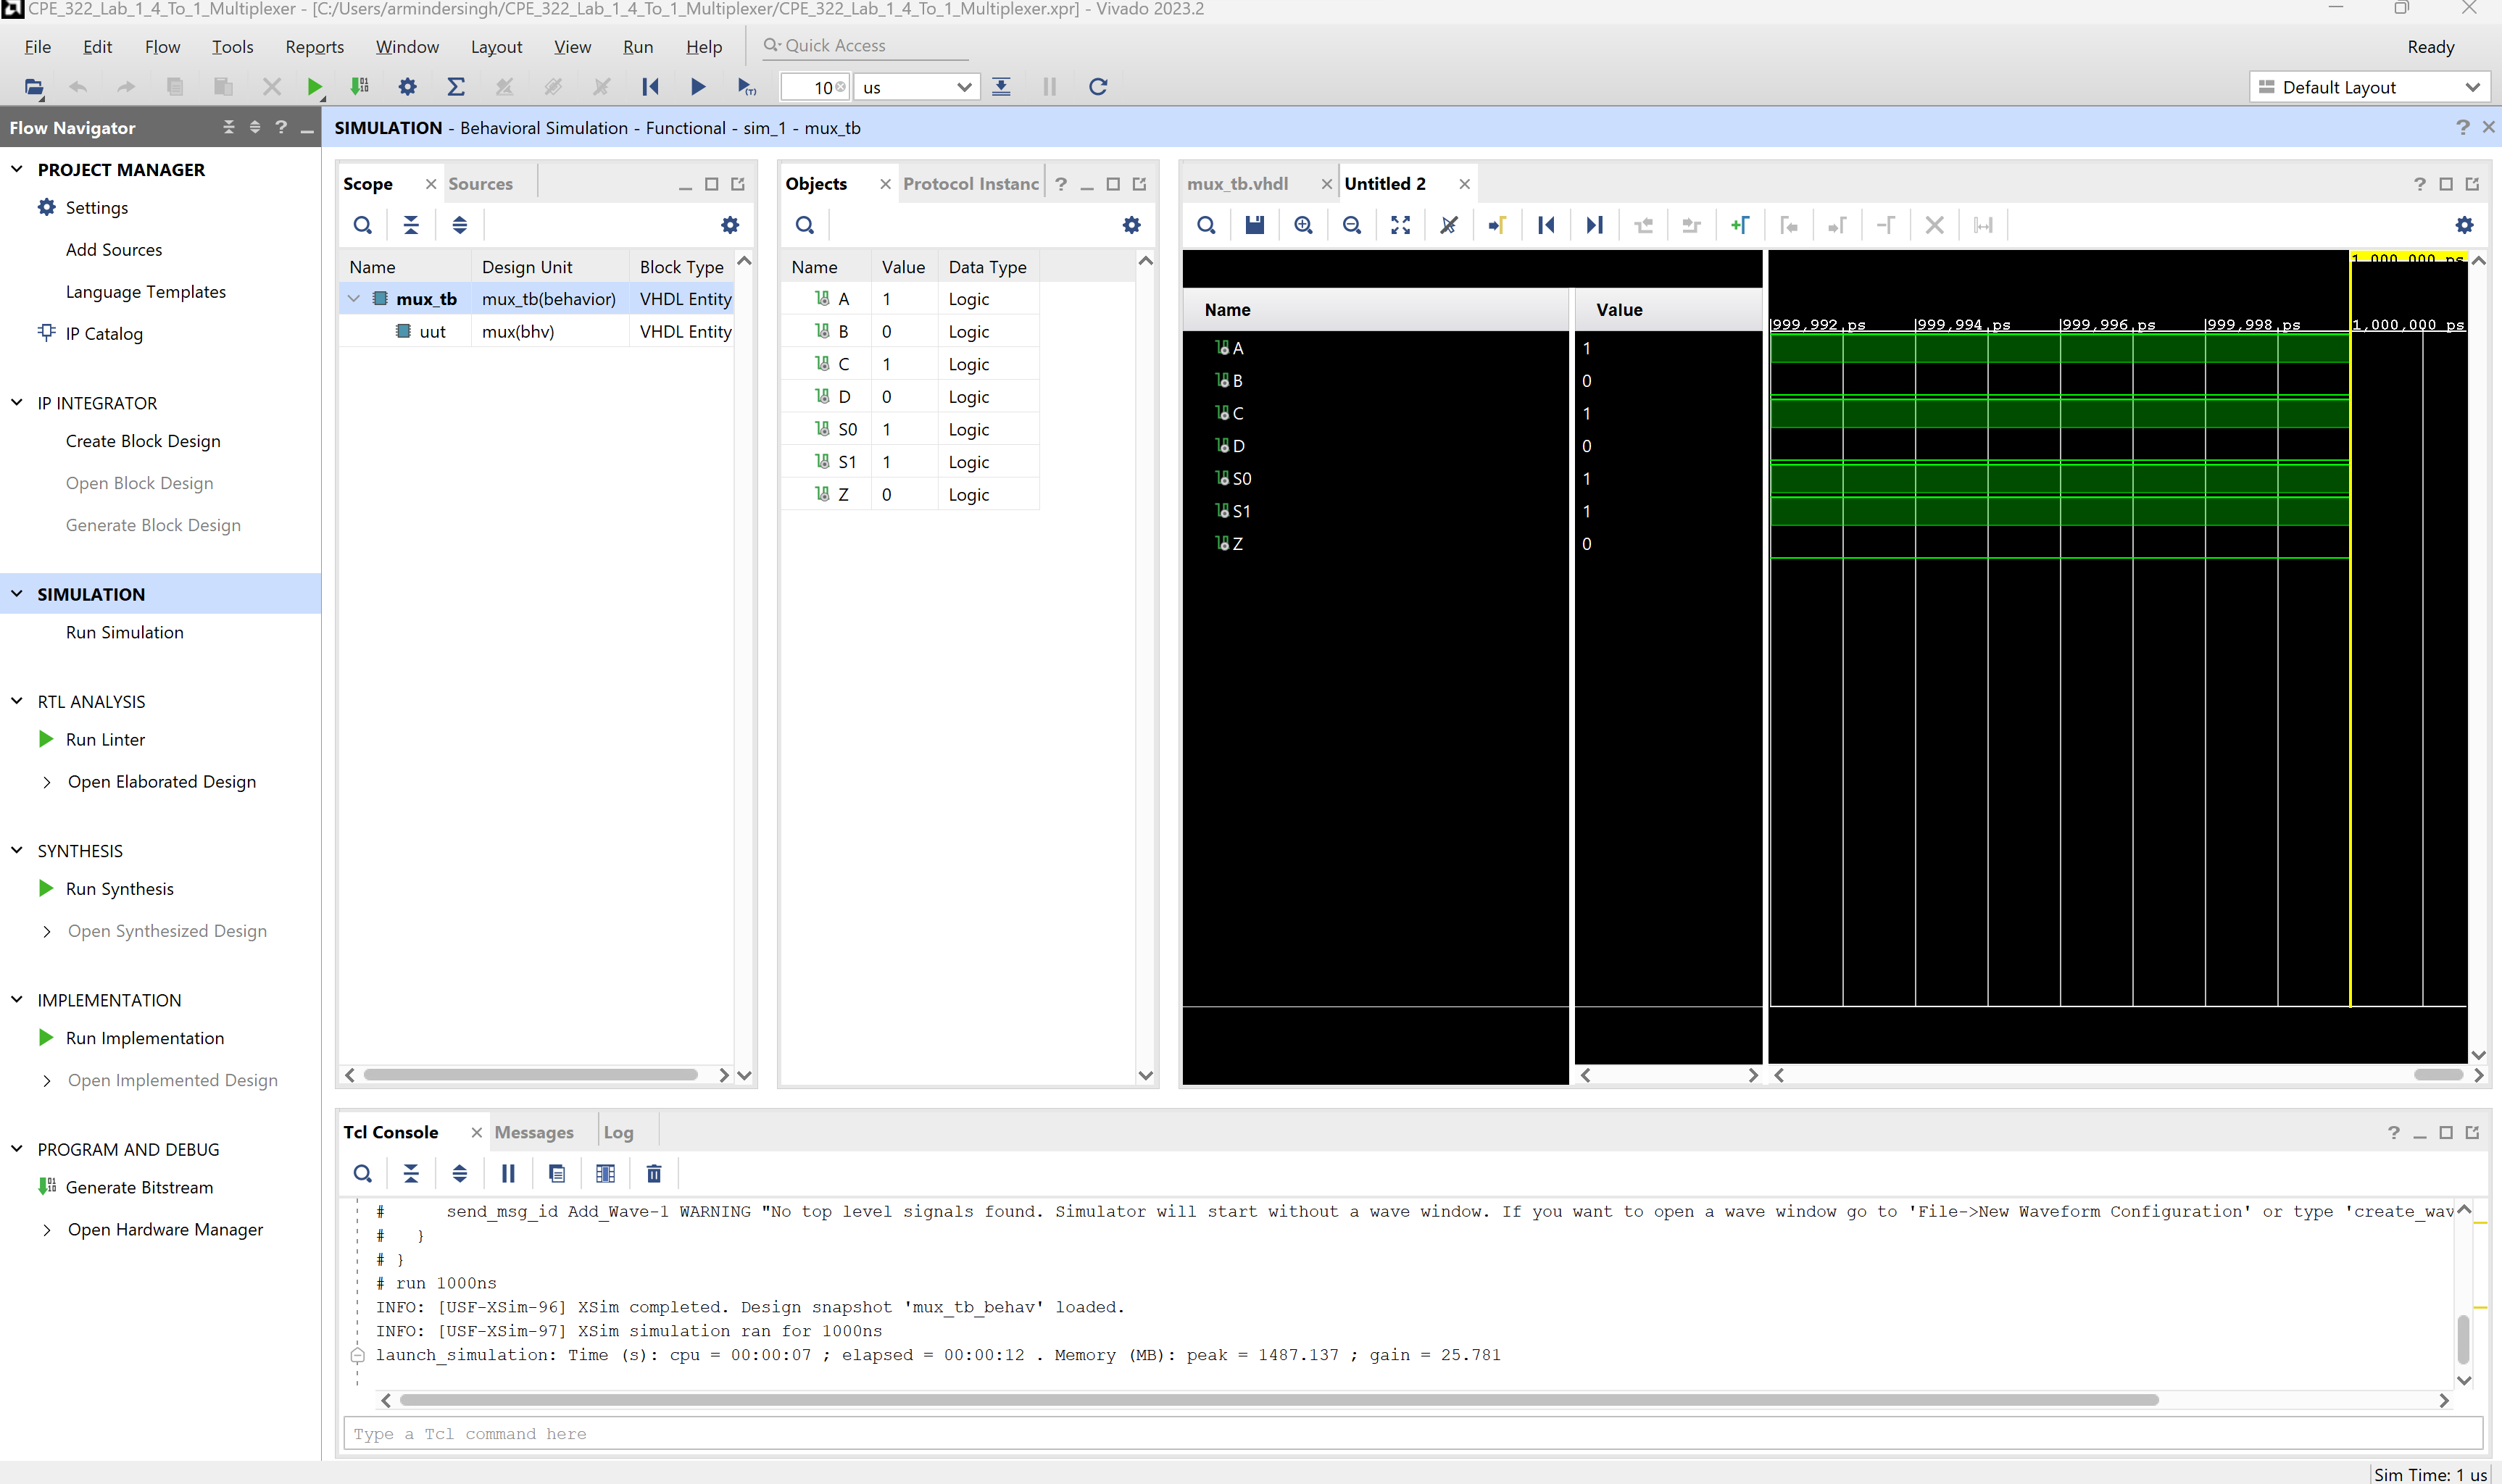 CPE_322_Lab_1_4_To_1_Multiplexer - [C:/Users/armindersingh/CPE_322_Lab_1_4_To_1_Multiplexer/CPE_322_Lab_1_4_To_1_Multiplexer.xpr] - Vivado 2023.2
File Edit Flow Tools Reports Window Layout View Run Help Quick Access Ready
10 us Default Layout
Flow Navigator
SIMULATION - Behavioral Simulation - Functional - sim_1 - mux_tb
PROJECT MANAGER
Settings
Add Sources
Language Templates
IP Catalog
IP INTEGRATOR
Create Block Design
Open Block Design
Generate Block Design
SIMULATION
Run Simulation
RTL ANALYSIS
Run Linter
Open Elaborated Design
SYNTHESIS
Run Synthesis
Open Synthesized Design
IMPLEMENTATION
Run Implementation
Open Implemented Design
PROGRAM AND DEBUG
Generate Bitstream
Open Hardware Manager
Scope Sources
Name Design Unit Block Type
mux_tb mux_tb(behavior) VHDL Entity
uut mux(bhv) VHDL Entity
Objects Protocol Instanc
Name Value Data Type
A 1 Logic
B 0 Logic
C 1 Logic
D 0 Logic
S0 1 Logic
S1 1 Logic
Z 0 Logic
mux_tb.vhdl Untitled 2
1,000,000 ps
Name Value
999,992 ps 999,994 ps 999,996 ps 999,998 ps 1,000,000 ps
A 1
B 0
C 1
D 0
S0 1
S1 1
Z 0
Tcl Console Messages Log
# send_msg_id Add_Wave-1 WARNING "No top level signals found. Simulator will start without a wave window. If you want to open a wave window go to 'File->New Waveform Configuration' or type 'create_wav
# }
# }
# run 1000ns
INFO: [USF-XSim-96] XSim completed. Design snapshot 'mux_tb_behav' loaded.
INFO: [USF-XSim-97] XSim simulation ran for 1000ns
launch_simulation: Time (s): cpu = 00:00:07 ; elapsed = 00:00:12 . Memory (MB): peak = 1487.137 ; gain = 25.781
Type a Tcl command here
Sim Time: 1 us